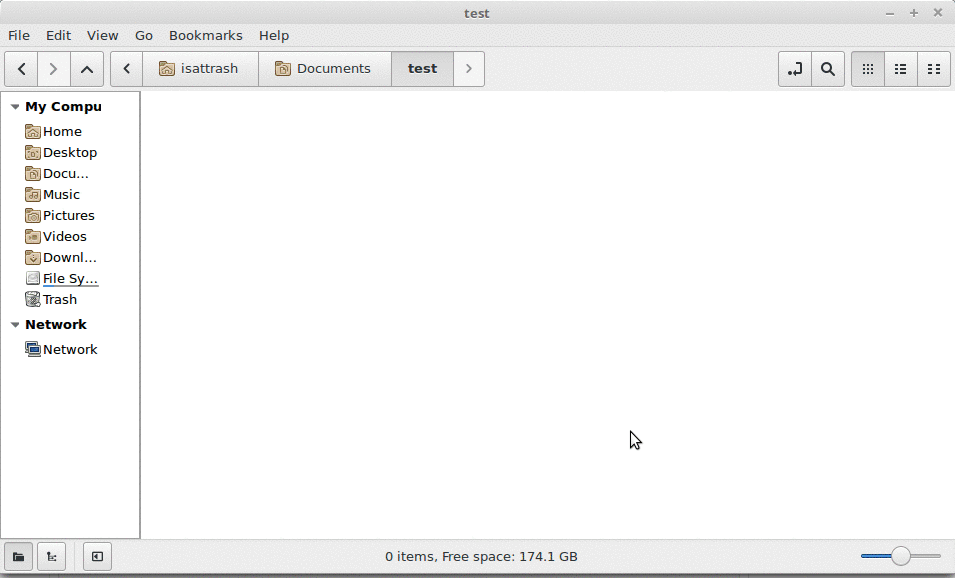 test
File Edit View Go Bookmarks Help
isattrash Documents test
My Compu
Home
Desktop
Docu...
Music
Pictures
Videos
Downl...
File Sy...
Trash
Network
Network
0 items, Free space: 174.1 GB